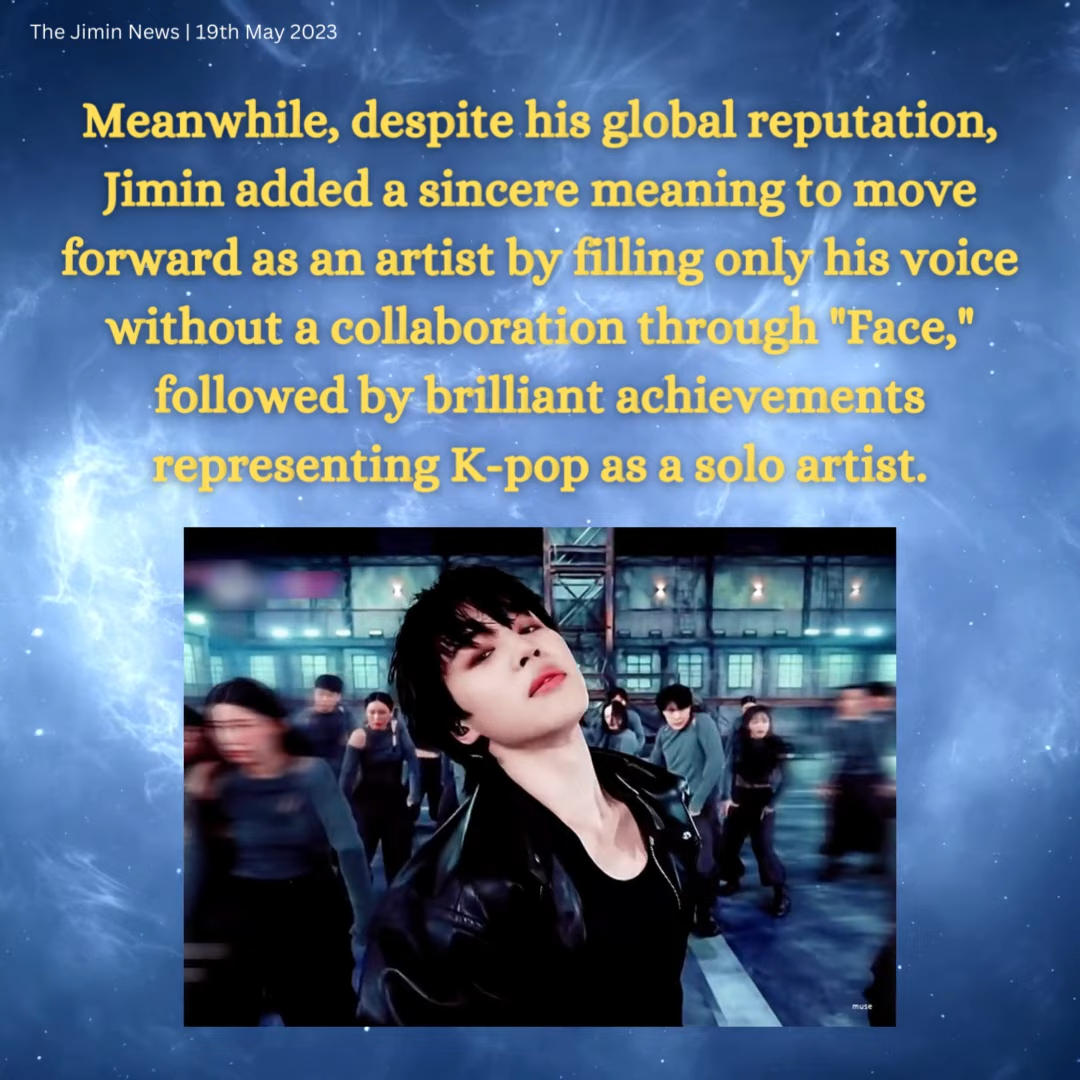 The Jimin News | 19th May 2023
Meanwhile, despite his global reputation,
Jimin added a sincere meaning to move
forward as an artist by filling only his voice
without a collaboration through "Face,"
followed by brilliant achievements
representing K-pop as a solo artist.
muse